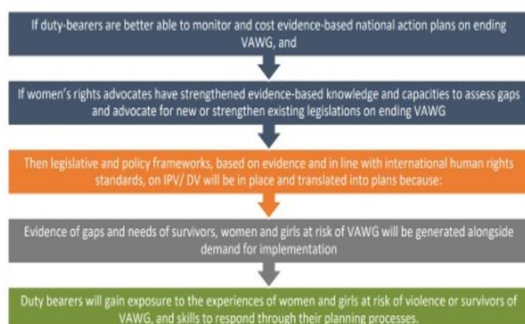 If duty-bearers are better able to monitor and cost evidence-based national action plans on ending
VAWG, and
If women's rights advocates have strengthened evidence-based knowledge and capacities to assess gaps
and advocate for new or strengthen existing legislations on ending VAWG
Then legislative and policy frameworks, based on evidence and in line with international human rights
standards, on IPV/ DV will be in place and translated into plans because:
Evidence of gaps and needs of survivors, women and girls at risk of VAWG will be generated alongside
demand for implementation
Duty bearers will gain exposure to the experiences of women and girls at risk of violence or survivors of
VAWG, and skills to respond through their planning processes.